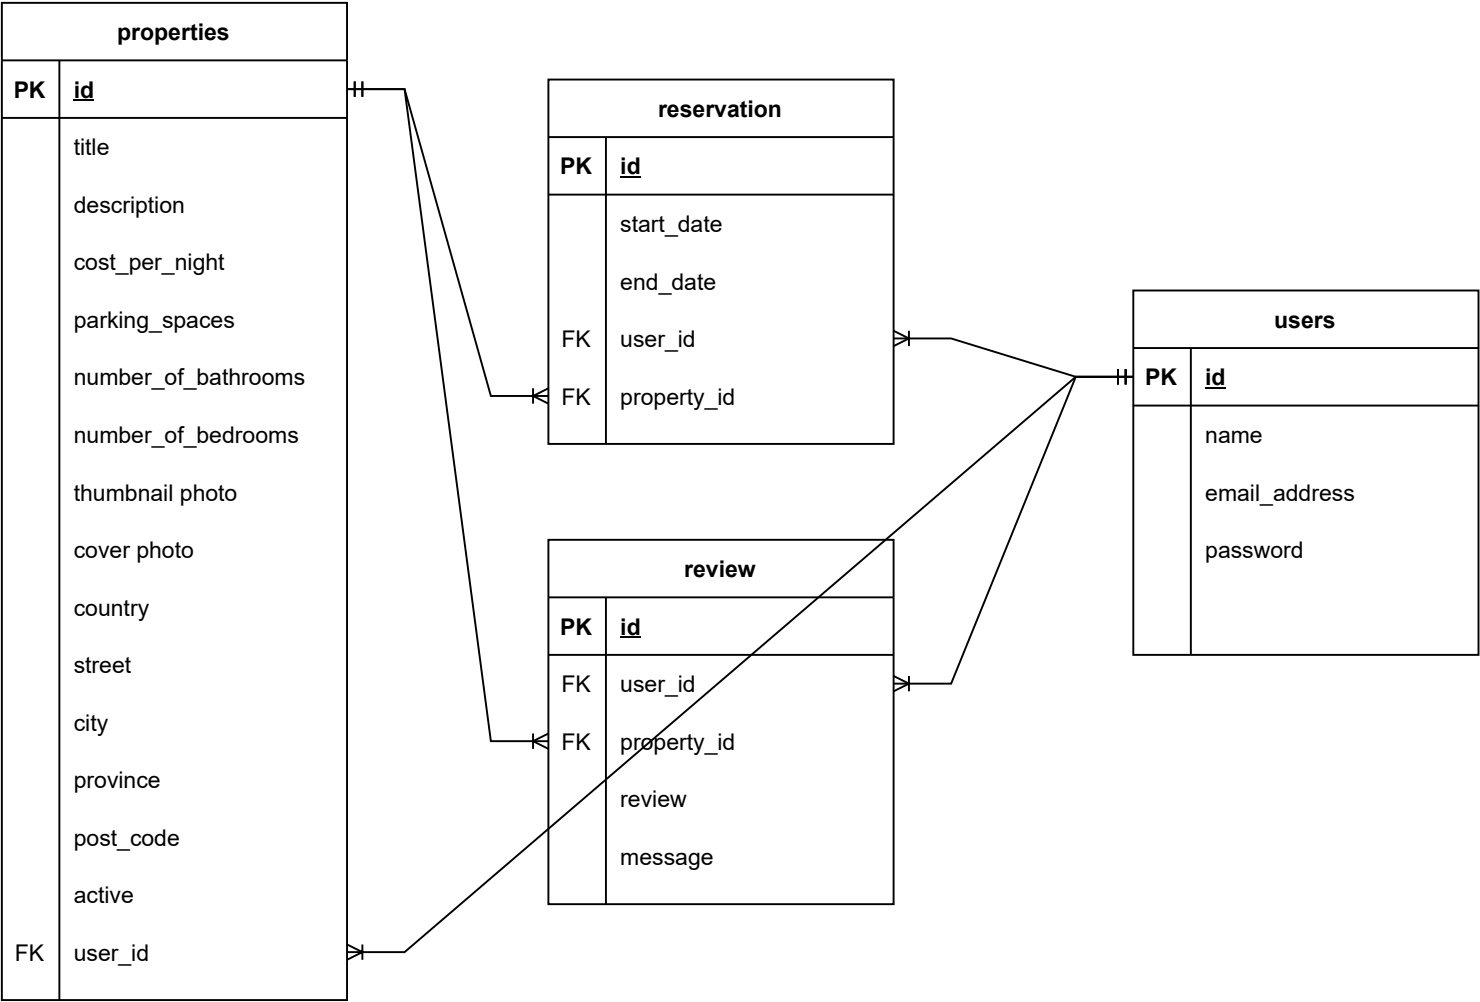 properties
PK id
title
description
cost_per_night
parking_spaces
number_of_bathrooms
number_of_bedrooms
thumbnail photo
cover photo
country
street
city
province
post_code
active
FK user_id
reservation
PK id
start_date
end_date
FK user_id
FK property_id
review
PK id
FK user_id
FK property_id
review
message
users
PK id
name
email_address
password